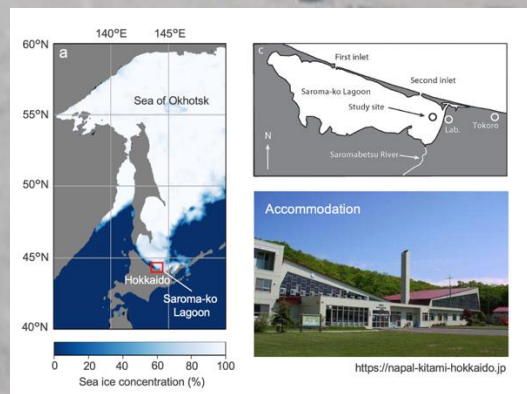 140°E 145°E
60°N
a
Sea of Okhotsk
55°N
50°N
45°N
Hokkaido
Saroma-ko
Lagoon
40°N
0 20 40 60 80 100
Sea ice concentration (%)
c
First inlet
Second inlet
Saroma-ko
Lagoon
Study site
Lab.
Tokoro
N
Saromabetsu River
Accommodation
https://napal-kitami-hokkaido.jp